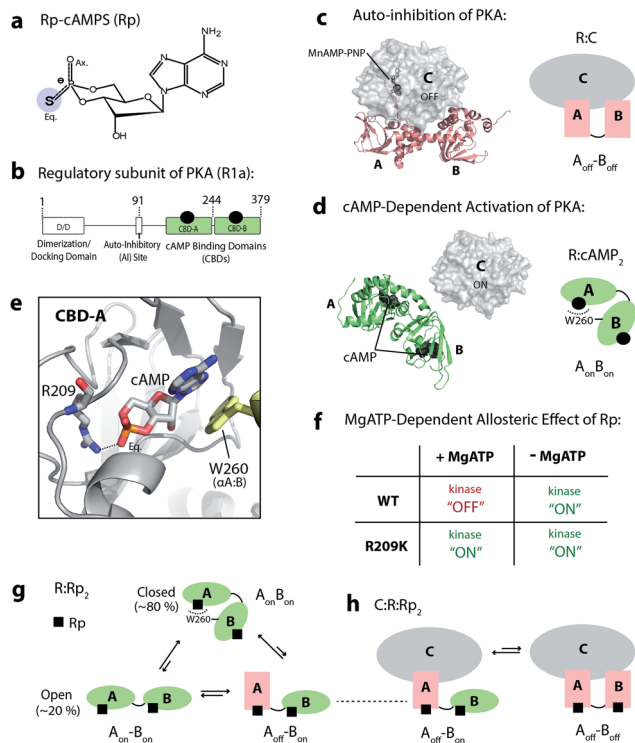 a Rp-cAMPS (Rp)
NH2
O
Ax.
⊖
P
O
N
N
N
N
S
Eq.
O
O
OH
b Regulatory subunit of PKA (R1a):
1 91 244 379
D/D CBD-A CBD-B
Dimerization/
Docking Domain
Auto-Inhibitory
(AI) Site
cAMP Binding Domains
(CBDs)
c Auto-inhibition of PKA:
MnAMP-PNP
C
OFF
A B
R:C
C
A B
Aoff-Boff
d cAMP-Dependent Activation of PKA:
C
ON
A
B
cAMP
R:cAMP2
A
W260
B
AonBon
e CBD-A
R209
cAMP
Eq.
W260
(αA:B)
f MgATP-Dependent Allosteric Effect of Rp:
+ MgATP – MgATP
WT
kinase
"OFF"
kinase
"ON"
R209K
kinase
"ON"
kinase
"ON"
g R:Rp2
Rp
Closed
(~80 %)
A
W260
B
AonBon
Open
(~20 %)
A B
Aon-Bon
A
B
Aoff-Bon
h C:R:Rp2
C
A
B
Aoff-Bon
C
A B
Aoff-Boff